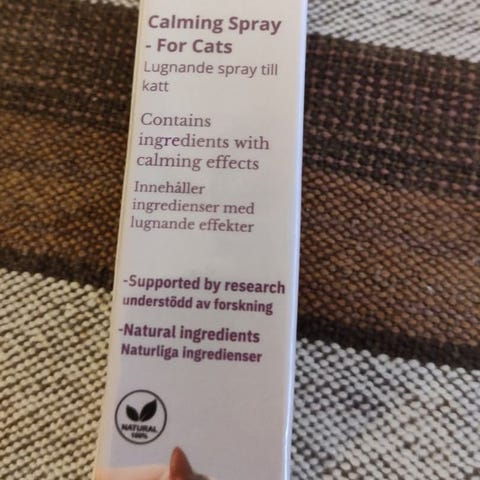 Calming Spray
- For Cats
Lugnande spray till
katt
Contains
ingredients with
calming effects
Innehåller
ingredienser med
lugnande effekter
-Supported by research
understödd av forskning
-Natural ingredients
Naturliga ingredienser
NATURAL
100%